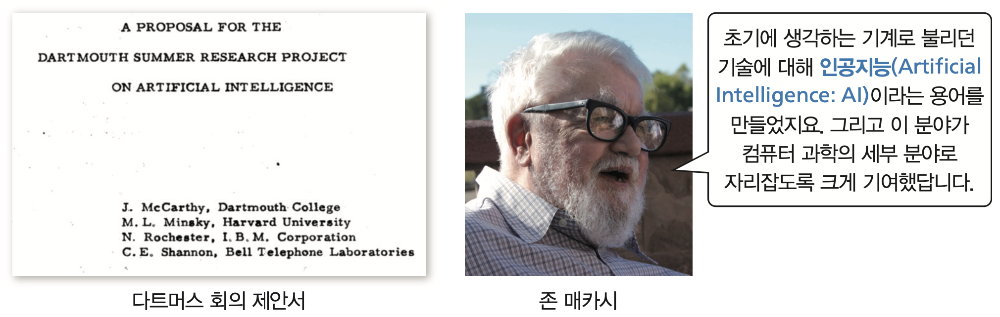 A PROPOSAL FOR THE
DARTMOUTH SUMMER RESEARCH PROJECT
ON ARTIFICIAL INTELLIGENCE
J. McCarthy, Dartmouth College
M. L. Minsky, Harvard University
N. Rochester, I. B. M. Corporation
C. E. Shannon, Bell Telephone Laboratories
다트머스 회의 제안서
초기에 생각하는 기계로 불리던
기술에 대해 인공지능(Artificial
Intelligence: AI)이라는 용어를
만들었지요. 그리고 이 분야가
컴퓨터 과학의 세부 분야로
자리잡도록 크게 기여했답니다.
존 매카시